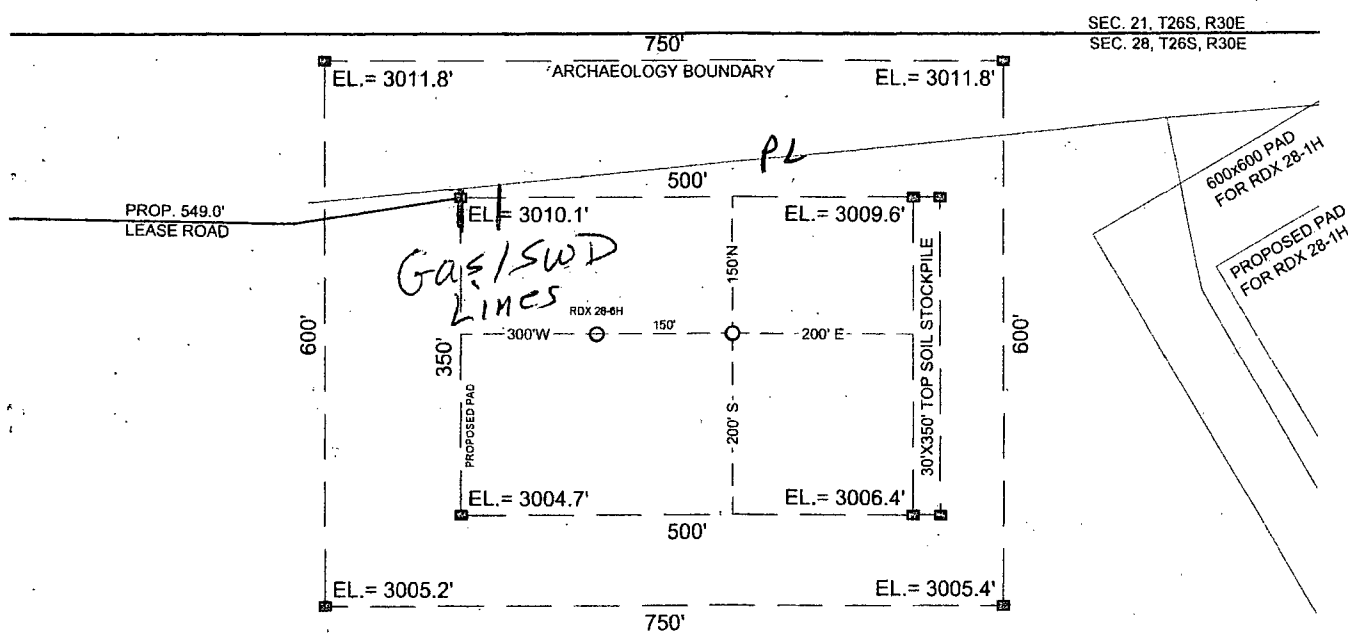 SEC. 21, T26S, R30E
SEC. 28, T26S, R30E
750'
ARCHAEOLOGY BOUNDARY
EL.= 3011.8'
EL.= 3011.8'
PL
600x600 PAD
FOR RDX 28-1H
PROPOSED PAD
FOR RDX 28-1H
500'
PROP. 549.0'
LEASE ROAD
EL.= 3010.1'
EL.= 3009.6'
Gas/SWD
Lines
150'N
RDX 28-6H
300'W
150'
200' E
600'
350'
PROPOSED PAD
200' S
30'X350' TOP SOIL STOCKPILE
600'
EL.= 3004.7'
EL.= 3006.4'
500'
EL.= 3005.2'
EL.= 3005.4'
750'